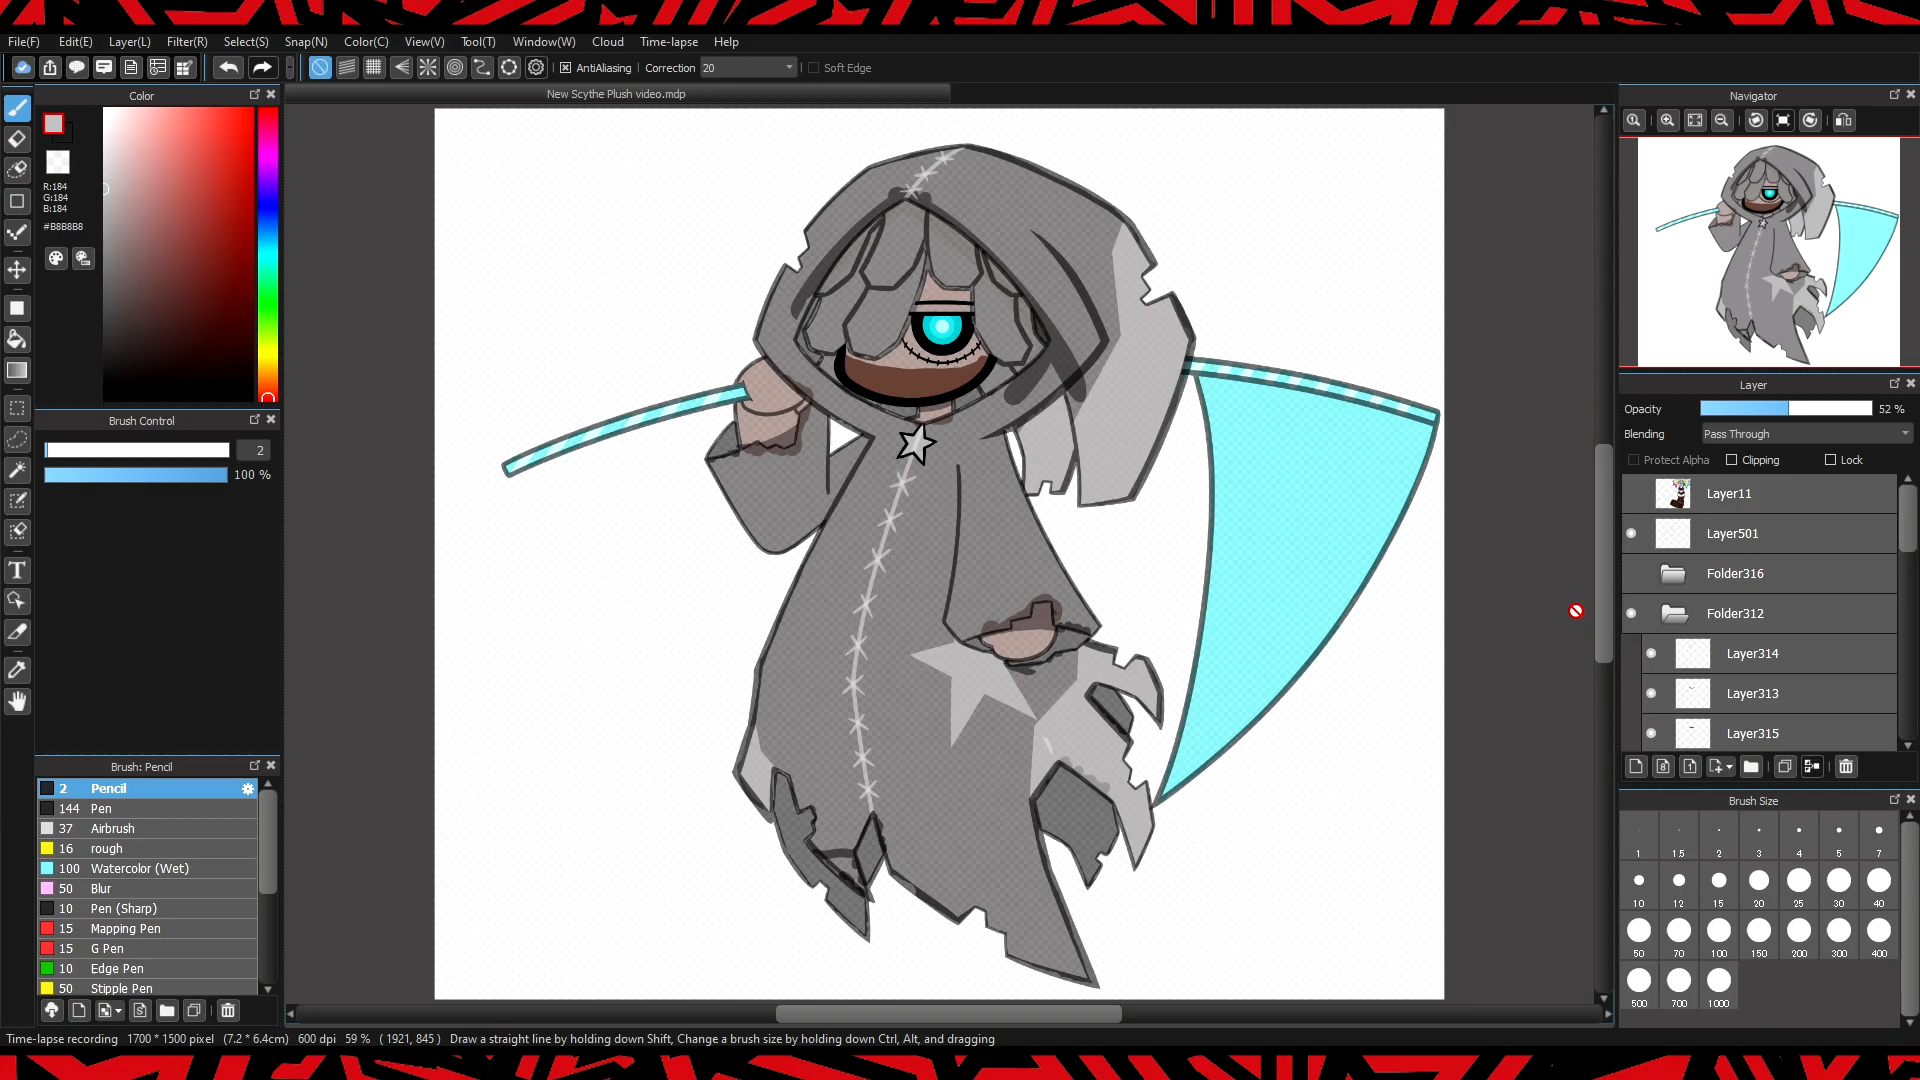 File(F) Edit(E) Layer(L) Filter(R) Select(S) Snap(N) Color(C) View(V) Tool(T) Window(W) Cloud Time-lapse Help
AntiAliasing Correction 20 Soft Edge
Color
New Scythe Plush video.mdp
Navigator
R:184
G:184
B:184
#B8B8B8
Brush Control
2
100 %
Layer
Opacity 52 %
Blending Pass Through
Protect Alpha Clipping Lock
Layer11
Layer501
Folder316
Folder312
Layer314
Layer313
Layer315
Brush: Pencil
2 Pencil
144 Pen
37 Airbrush
16 rough
100 Watercolor (Wet)
50 Blur
10 Pen (Sharp)
15 Mapping Pen
15 G Pen
10 Edge Pen
50 Stipple Pen
Brush Size
1 1.5 2 3 4 5 7
10 12 15 20 25 30 40
50 70 100 150 200 300 400
500 700 1000
Time-lapse recording 1700 * 1500 pixel (7.2 * 6.4cm) 600 dpi 59 % ( 1921, 845 ) Draw a straight line by holding down Shift, Change a brush size by holding down Ctrl, Alt, and dragging